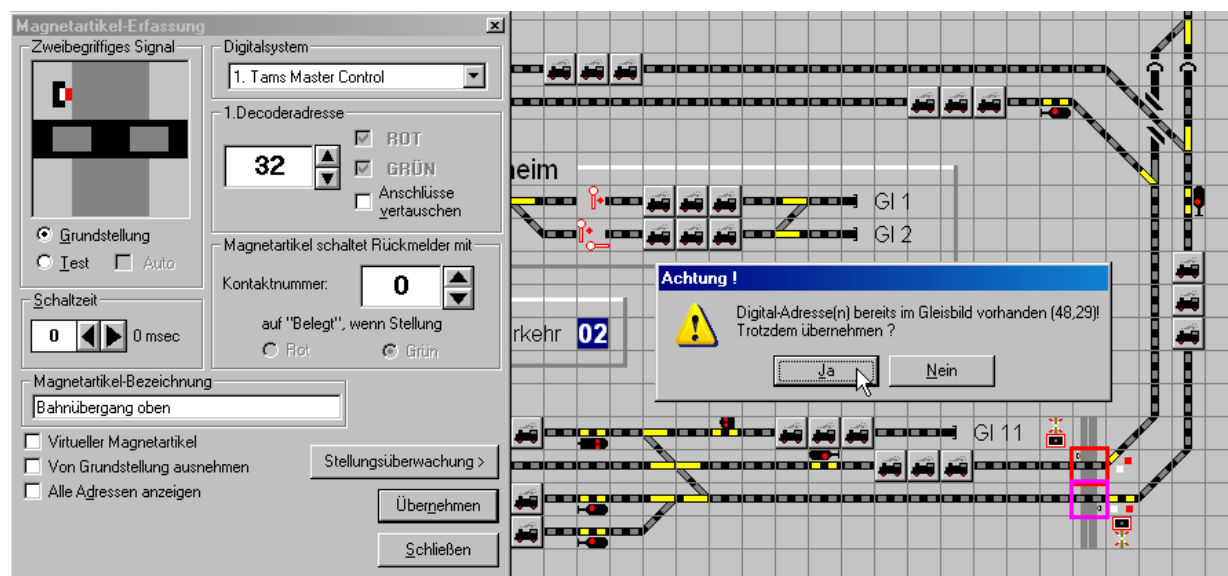 Magnetartikel-Erfassung
Zweibegriffiges Signal
Grundstellung
Test Auto
Schaltzeit
0 0 msec
Digitalsystem
1. Tams Master Control
1.Decoderadresse
32
ROT
GRÜN
Anschlüsse
vertauschen
Magnetartikel schaltet Rückmelder mit
Kontaktnummer: 0
auf "Belegt", wenn Stellung
Rot Grün
Magnetartikel-Bezeichnung
Bahnübergang oben
Virtueller Magnetartikel
Von Grundstellung ausnehmen
Alle Adressen anzeigen
Stellungsüberwachung >
Übernehmen
Schließen
heim
Gl 1
Gl 2
rkehr 02
Achtung !
Digital-Adresse(n) bereits im Gleisbild vorhanden (48,29)!
Trotzdem übernehmen ?
Ja Nein
Gl 11